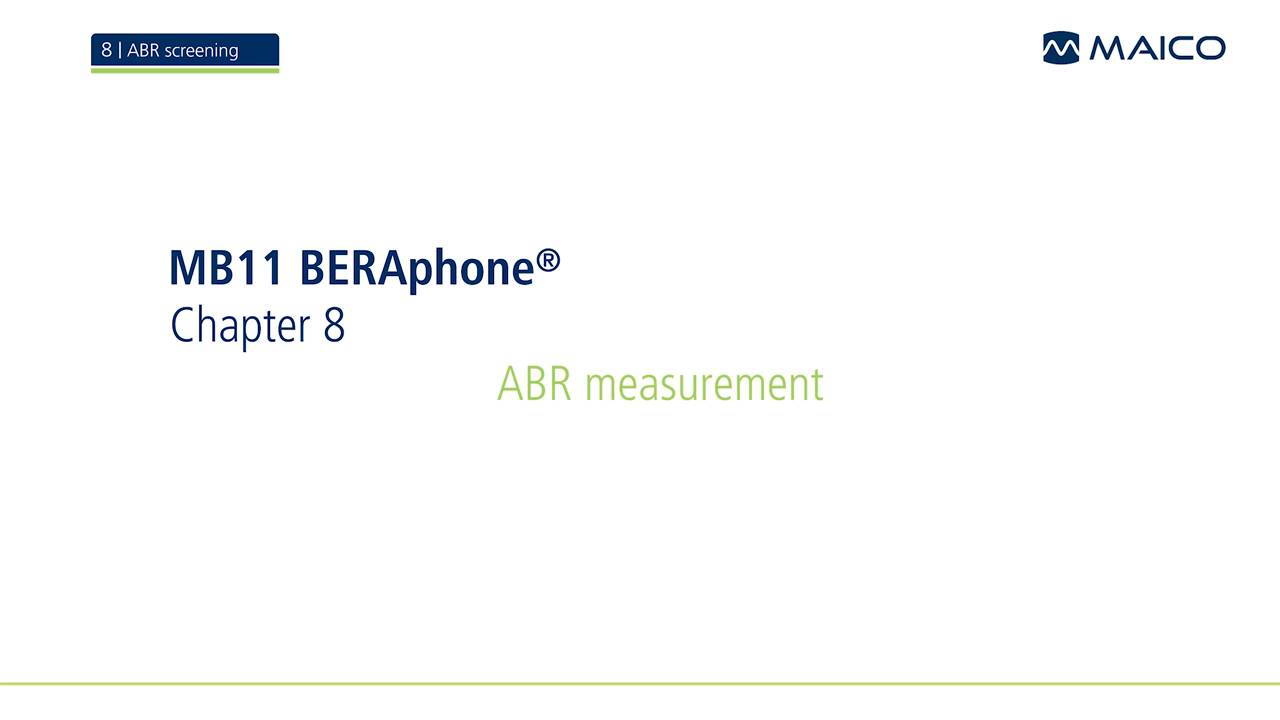 8 | ABR screening
MAICO
MB11 BERAphone®
Chapter 8
ABR measurement